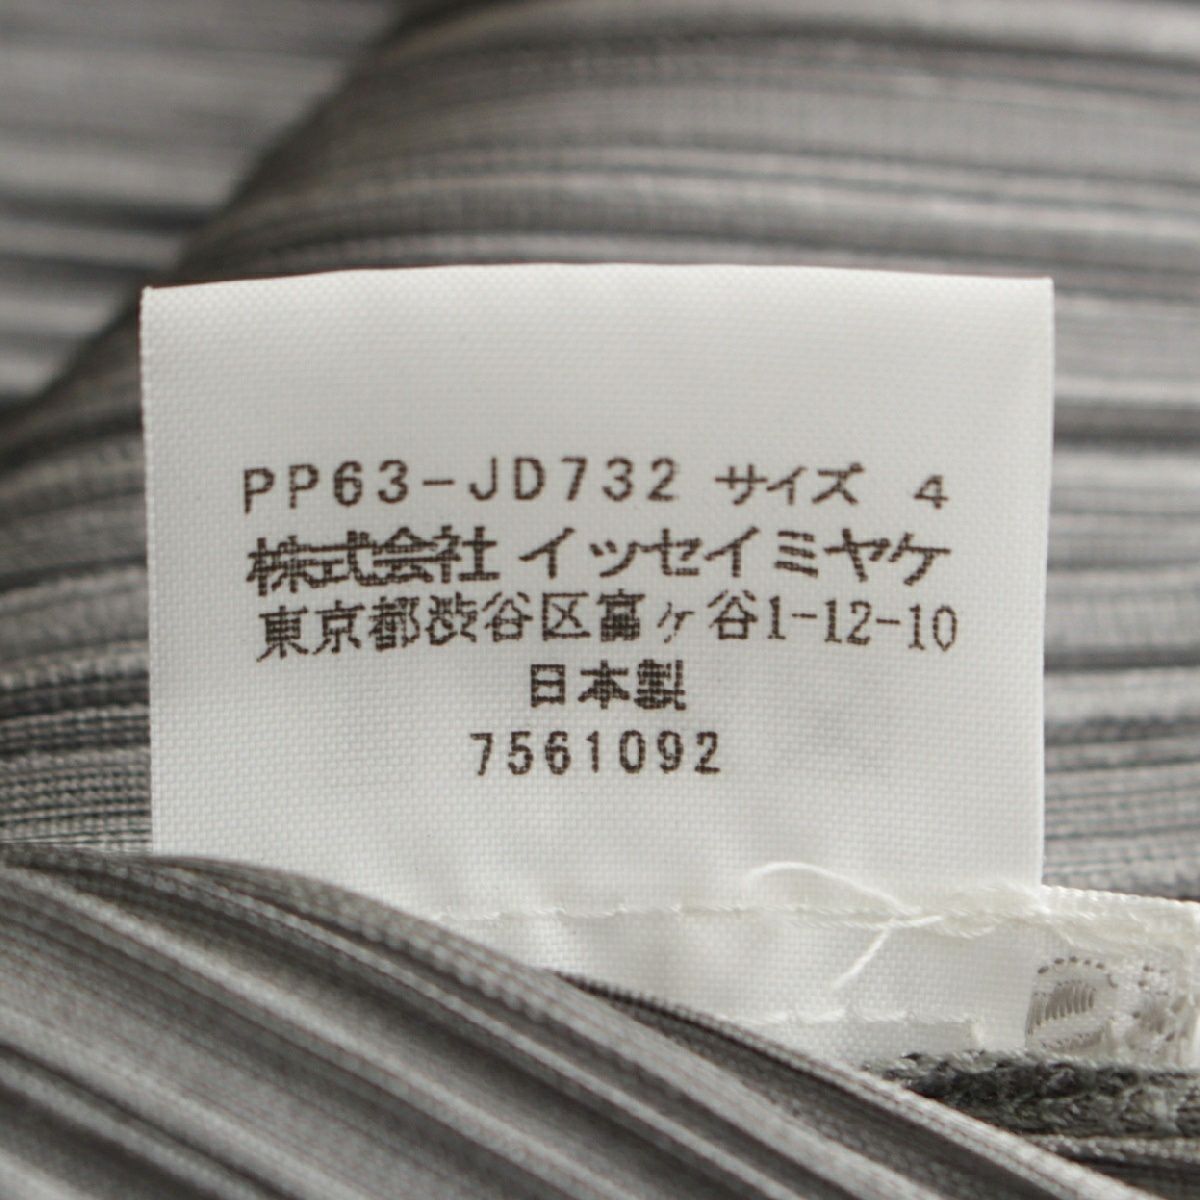 PP63-JD732 サイズ 4
株式会社 イッセイミヤケ
東京都渋谷区富ヶ谷1-12-10
日本製
7561092